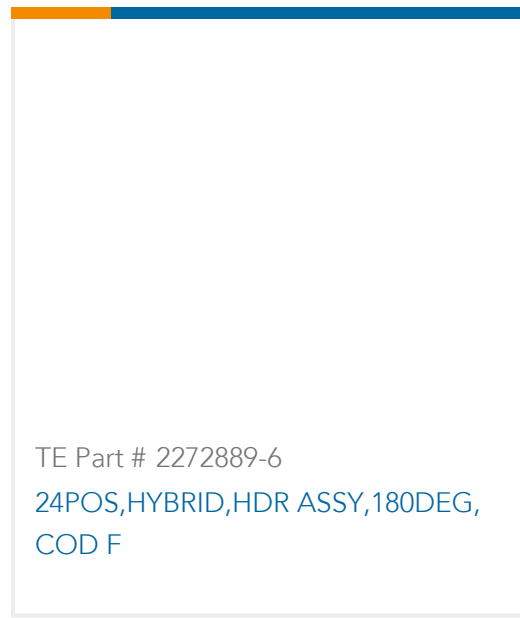 TE Part # 2272889-6
24POS,HYBRID,HDR ASSY,180DEG,
COD F